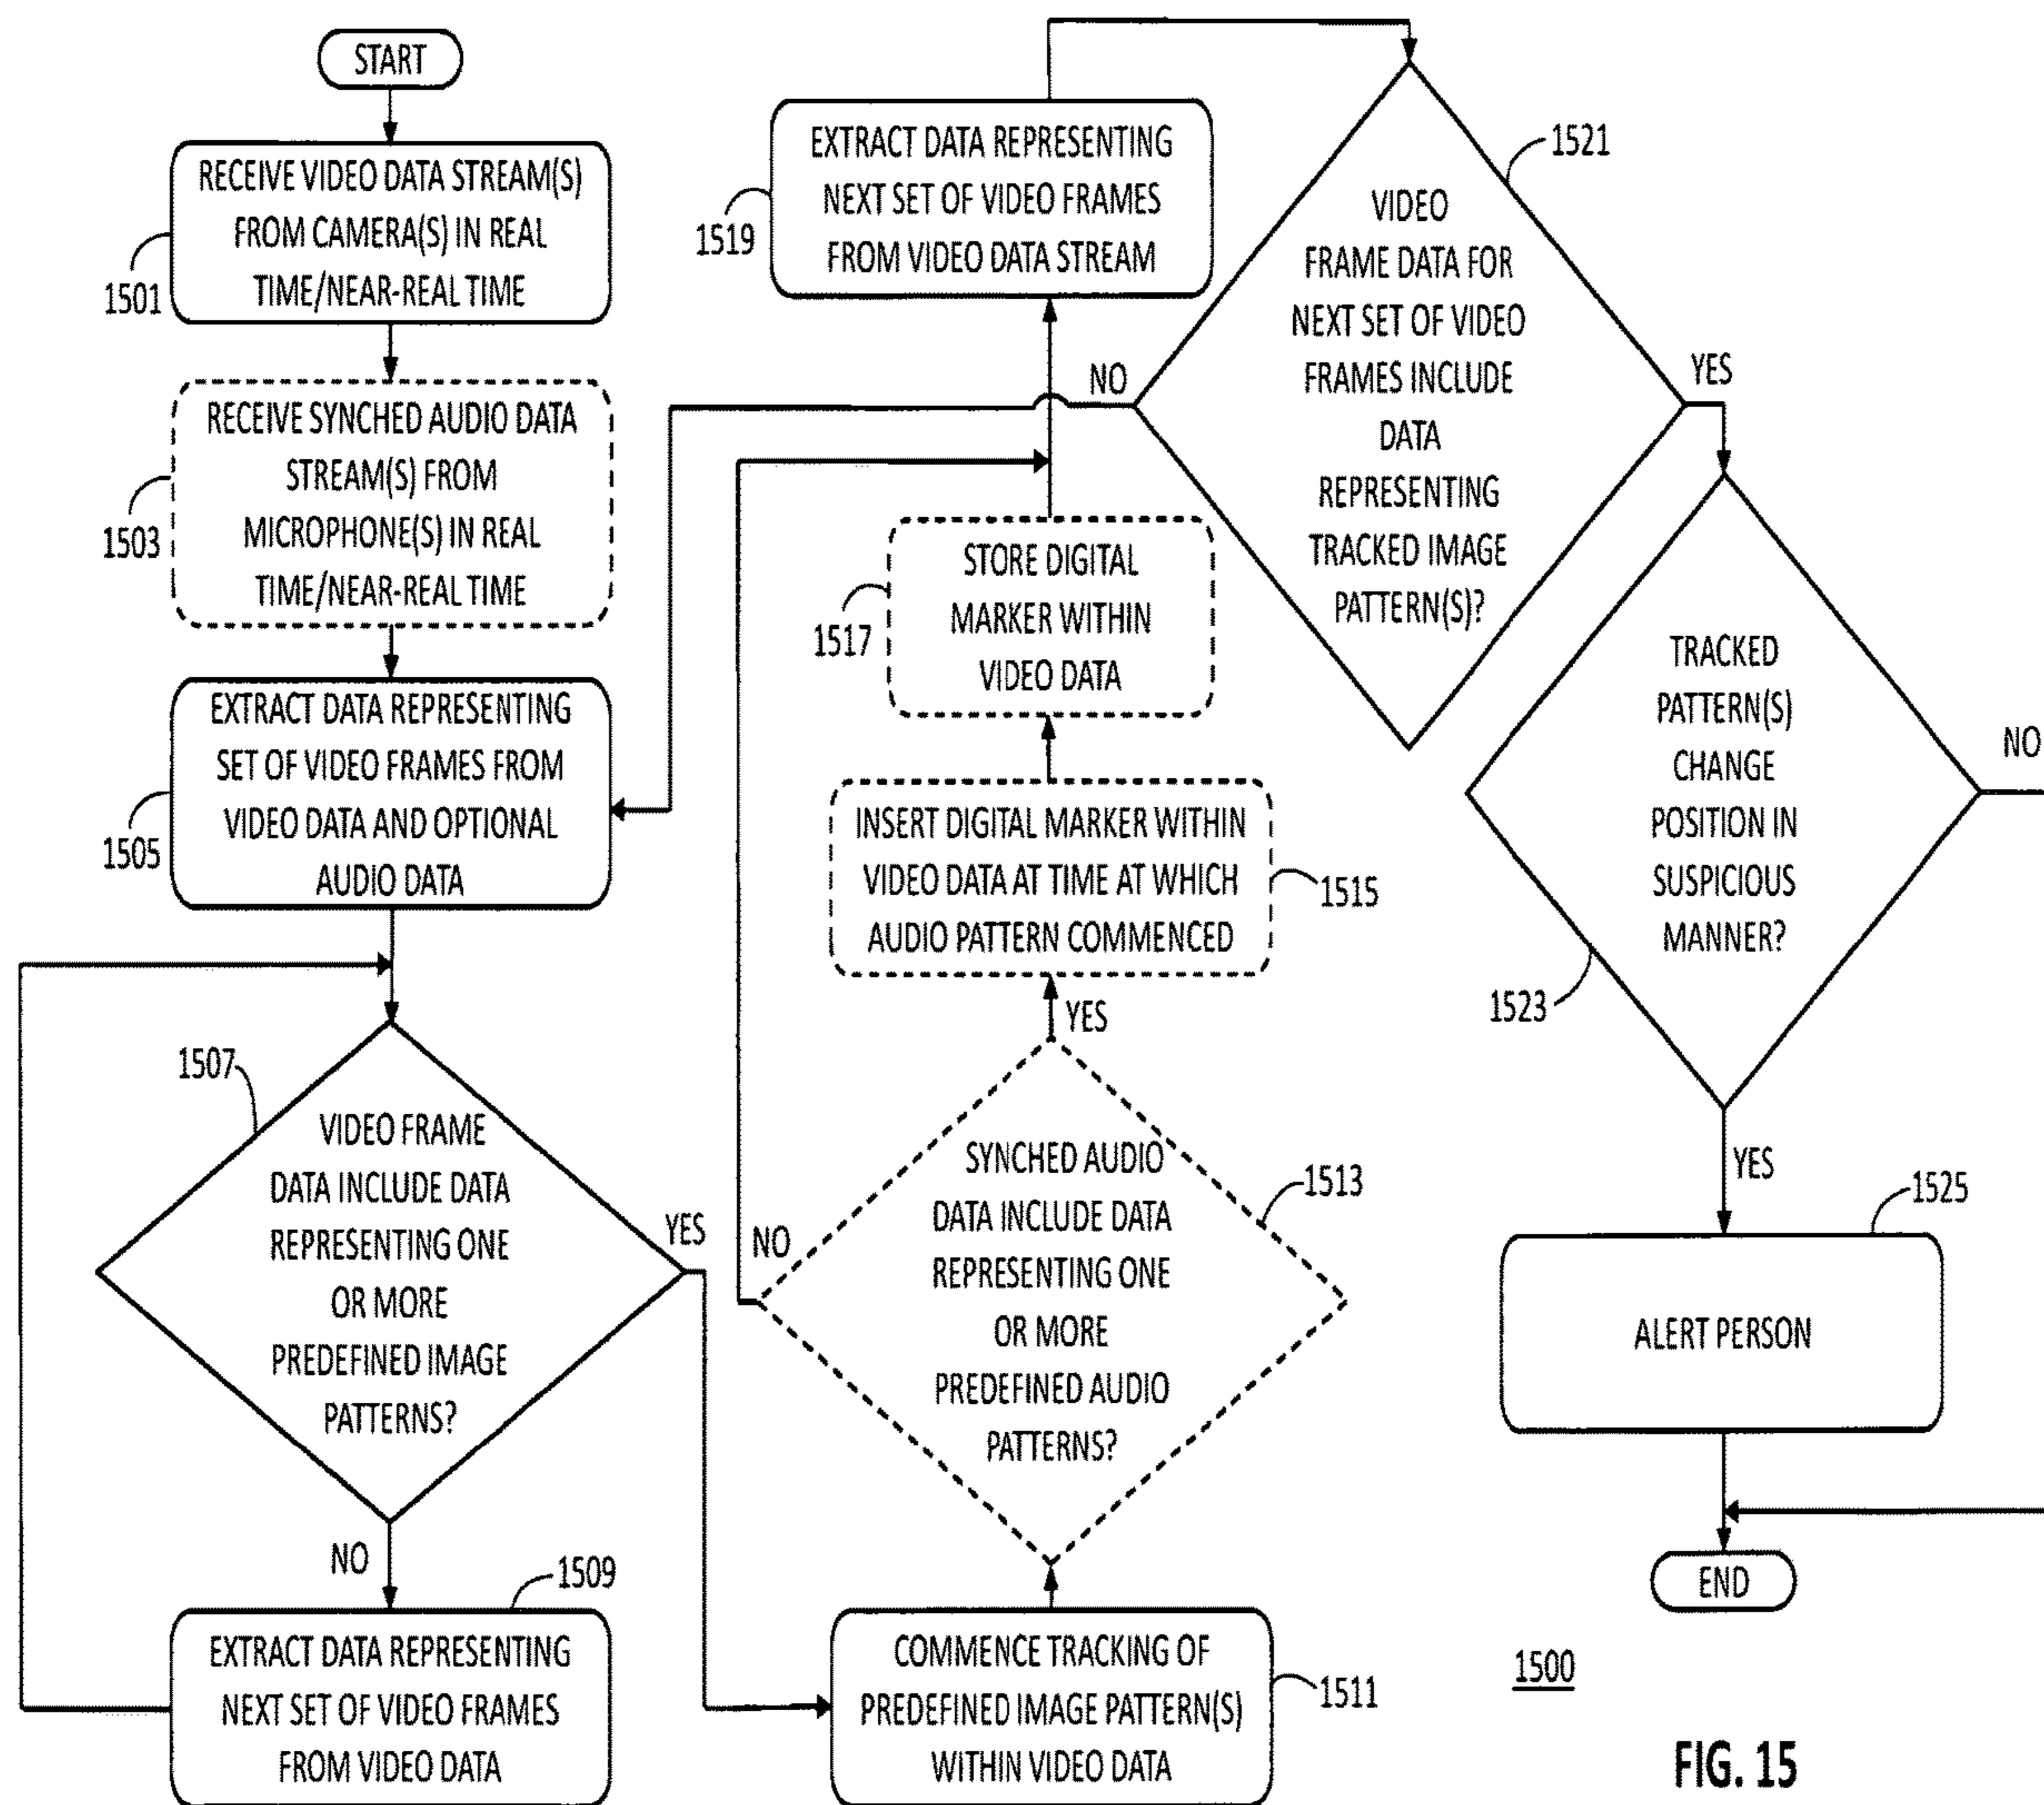 START
RECEIVE VIDEO DATA STREAM(S)
FROM CAMERA(S) IN REAL
TIME/NEAR-REAL TIME
1501
RECEIVE SYNCHED AUDIO DATA
STREAM(S) FROM
MICROPHONE(S) IN REAL
TIME/NEAR-REAL TIME
1503
EXTRACT DATA REPRESENTING
SET OF VIDEO FRAMES FROM
VIDEO DATA AND OPTIONAL
AUDIO DATA
1505
1507
VIDEO FRAME
DATA INCLUDE DATA
REPRESENTING ONE
OR MORE
PREDEFINED IMAGE
PATTERNS?
YES
NO
1509
EXTRACT DATA REPRESENTING
NEXT SET OF VIDEO FRAMES
FROM VIDEO DATA
COMMENCE TRACKING OF
PREDEFINED IMAGE PATTERN(S)
WITHIN VIDEO DATA
1511
SYNCHED AUDIO
DATA INCLUDE DATA
REPRESENTING ONE
OR MORE
PREDEFINED AUDIO
PATTERNS?
1513
NO
YES
INSERT DIGITAL MARKER WITHIN
VIDEO DATA AT TIME AT WHICH
AUDIO PATTERN COMMENCED
1515
STORE DIGITAL
MARKER WITHIN
VIDEO DATA
1517
EXTRACT DATA REPRESENTING
NEXT SET OF VIDEO FRAMES
FROM VIDEO DATA STREAM
1519
1521
VIDEO
FRAME DATA FOR
NEXT SET OF VIDEO
FRAMES INCLUDE
DATA
REPRESENTING
TRACKED IMAGE
PATTERN(S)?
NO
YES
TRACKED
PATTERN(S)
CHANGE
POSITION IN
SUSPICIOUS
MANNER?
1523
NO
YES
1525
ALERT PERSON
END
1500
FIG. 15